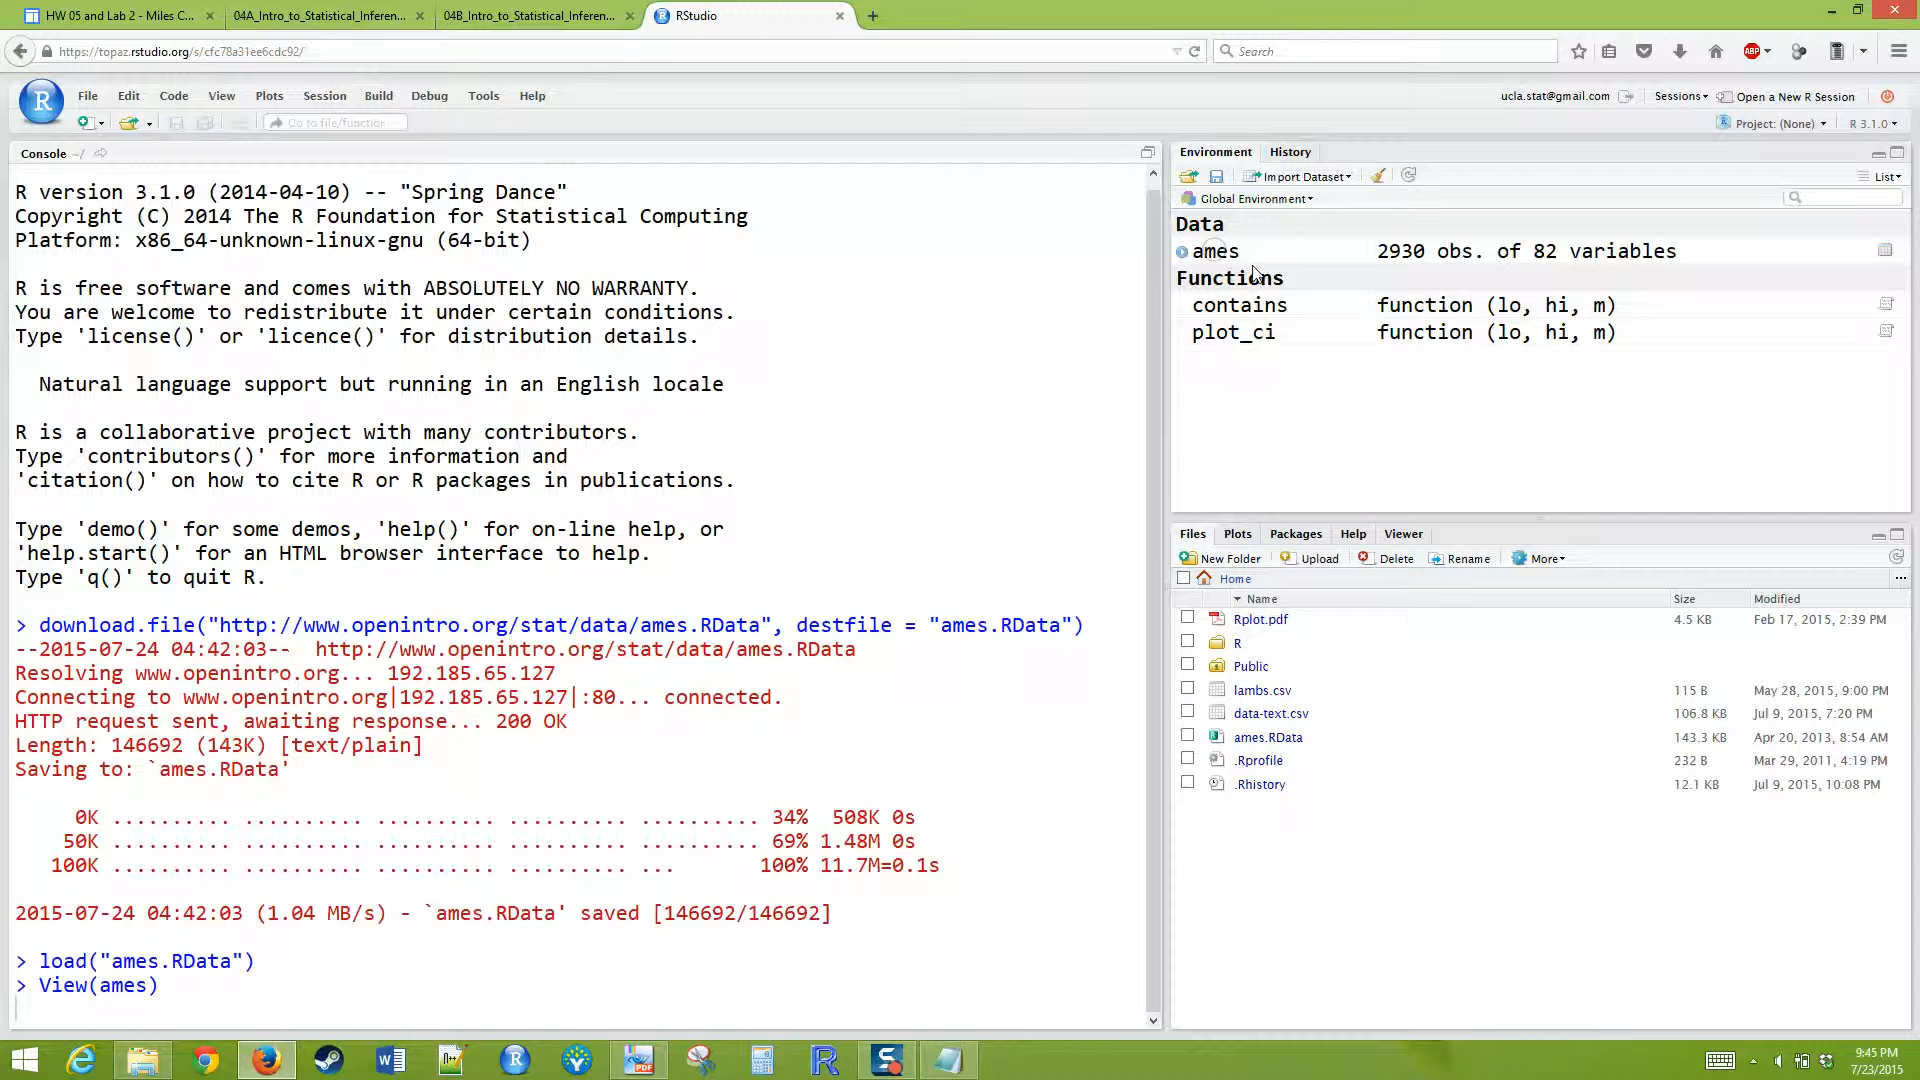 HW 05 and Lab 2 - Miles C...
04A_Intro_to_Statistical_Inferen...
04B_Intro_to_Statistical_Inferen...
RStudio
https://topaz.rstudio.org/s/cfc78a31ee6cdc92/
Search
ABP
File Edit Code View Plots Session Build Debug Tools Help
ucla.stat@gmail.com Sessions Open a New R Session
Go to file/function
Project: (None) R 3.1.0
Console ~/
R version 3.1.0 (2014-04-10) -- "Spring Dance"
Copyright (C) 2014 The R Foundation for Statistical Computing
Platform: x86_64-unknown-linux-gnu (64-bit)
R is free software and comes with ABSOLUTELY NO WARRANTY.
You are welcome to redistribute it under certain conditions.
Type 'license()' or 'licence()' for distribution details.
Natural language support but running in an English locale
R is a collaborative project with many contributors.
Type 'contributors()' for more information and
'citation()' on how to cite R or R packages in publications.
Type 'demo()' for some demos, 'help()' for on-line help, or
'help.start()' for an HTML browser interface to help.
Type 'q()' to quit R.
> download.file("http://www.openintro.org/stat/data/ames.RData", destfile = "ames.RData")
--2015-07-24 04:42:03--  http://www.openintro.org/stat/data/ames.RData
Resolving www.openintro.org... 192.185.65.127
Connecting to www.openintro.org|192.185.65.127|:80... connected.
HTTP request sent, awaiting response... 200 OK
Length: 146692 (143K) [text/plain]
Saving to: `ames.RData'
0K .......... .......... .......... .......... .......... 34%  508K 0s
50K .......... .......... .......... .......... .......... 69% 1.48M 0s
100K .......... .......... .......... .......... ... 100% 11.7M=0.1s
2015-07-24 04:42:03 (1.04 MB/s) - `ames.RData' saved [146692/146692]
> load("ames.RData")
> View(ames)
Environment History
Import Dataset List
Global Environment
Data
ames 2930 obs. of 82 variables
Functions
contains function (lo, hi, m)
plot_ci function (lo, hi, m)
Files Plots Packages Help Viewer
New Folder Upload Delete Rename More
Home ...
Name Size Modified
Rplot.pdf 4.5 KB Feb 17, 2015, 2:39 PM
R
Public
lambs.csv 115 B May 28, 2015, 9:00 PM
data-text.csv 106.8 KB Jul 9, 2015, 7:20 PM
ames.RData 143.3 KB Apr 20, 2013, 8:54 AM
.Rprofile 232 B Mar 29, 2011, 4:19 PM
.Rhistory 12.1 KB Jul 9, 2015, 10:08 PM
9:45 PM
7/23/2015